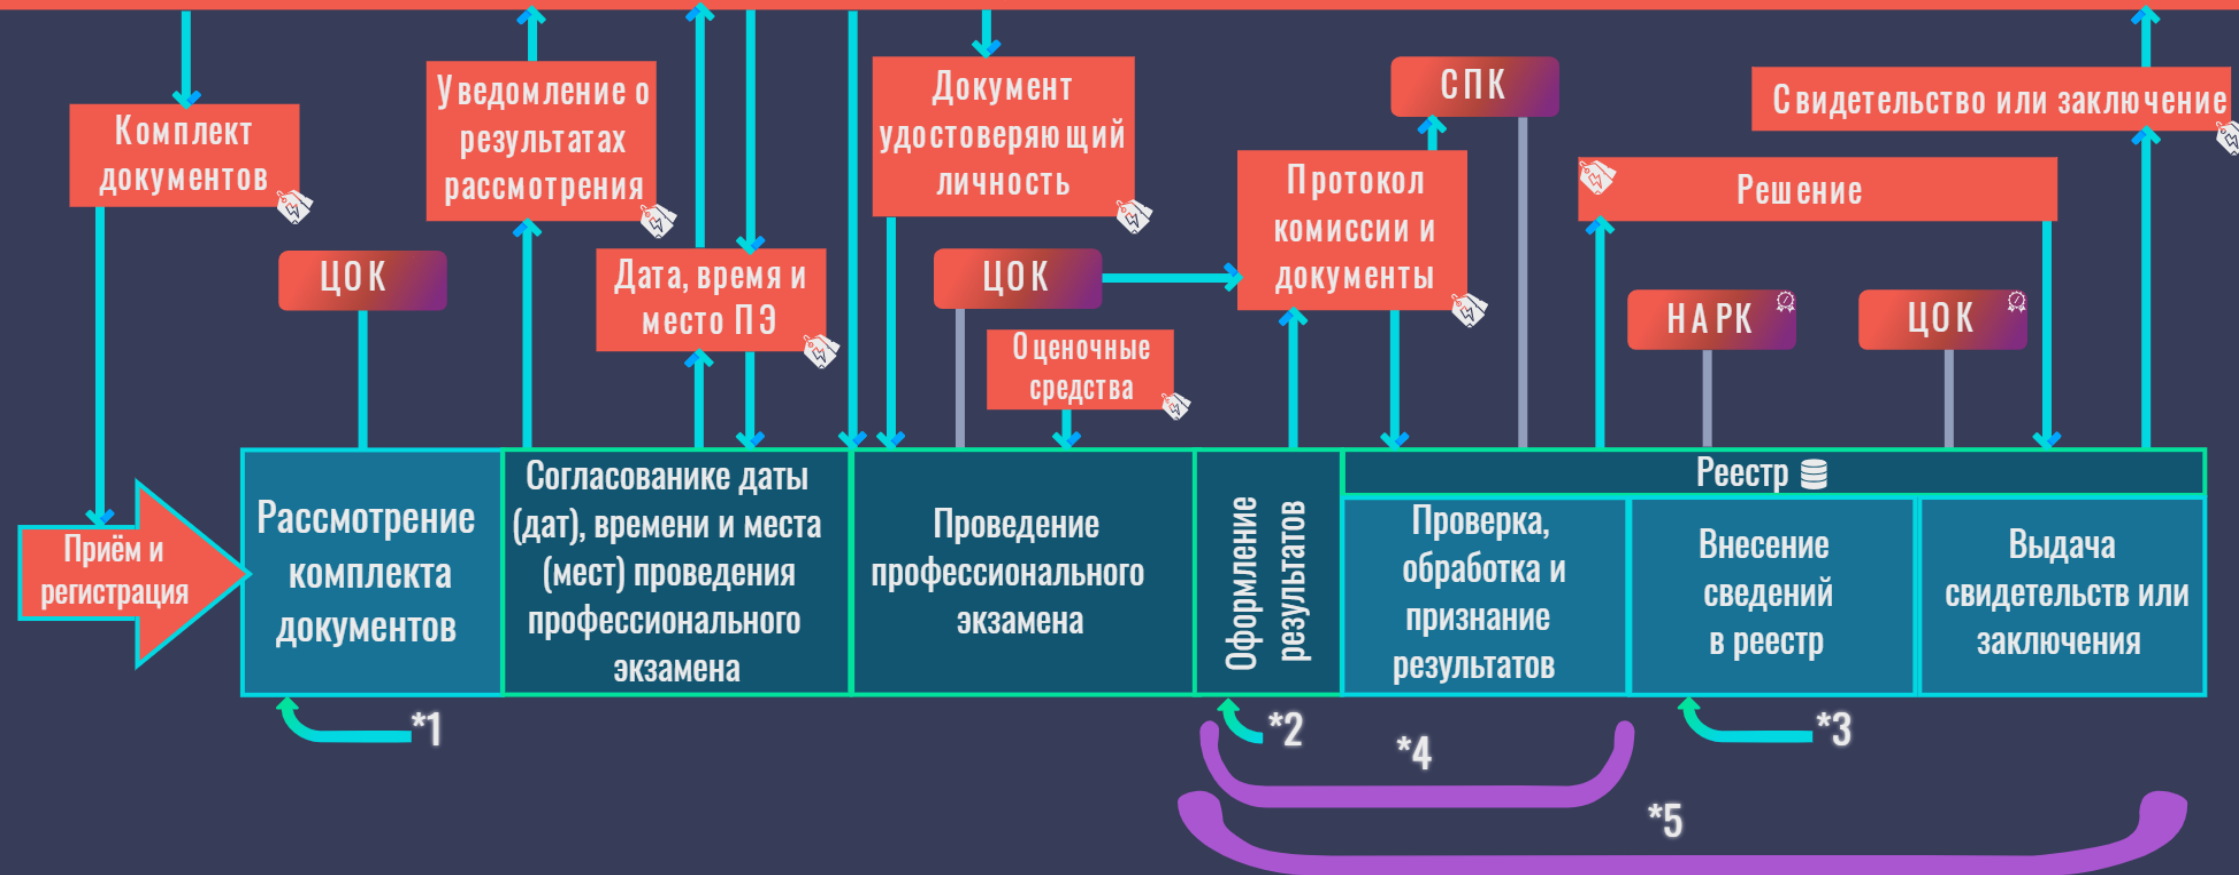 Комплект
документов
ЦОК
Уведомление о
результатах
рассмотрения
Дата, время и
место ПЭ
Документ
удостоверяющий
личность
ЦОК
Оценочные
средства
Протокол
комиссии и
документы
СПК
Свидетельство или заключение
Решение
НАРК
ЦОК
Приём и
регистрация
Рассмотрение
комплекта
документов
Согласованике даты
(дат), времени и места
(мест) проведения
профессионального
экзамена
Проведение
профессионального
экзамена
Оформление
результатов
Реестр
Проверка,
обработка и
признание
результатов
Внесение
сведений
в реестр
Выдача
свидетельств или
заключения
*1
*2
*3
*4
*5